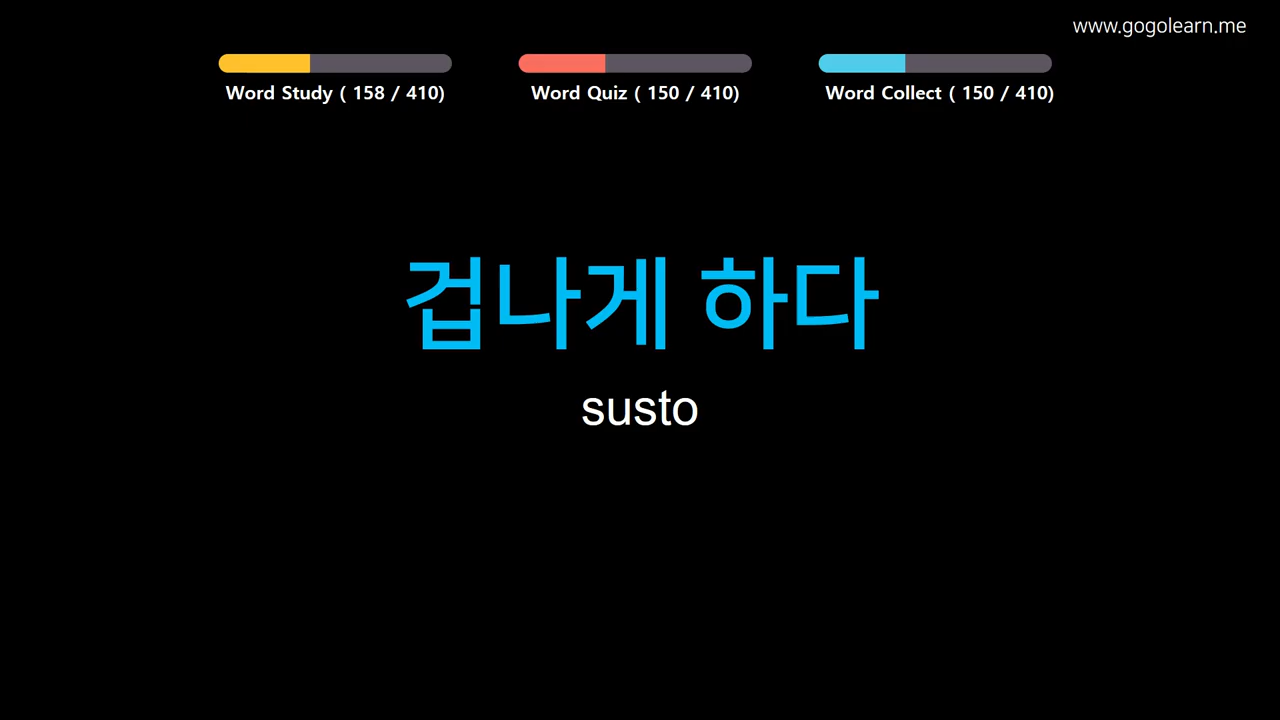 www.gogolearn.me
Word Study ( 158 / 410)
Word Quiz ( 150 / 410)
Word Collect ( 150 / 410)
겁나게 하다
susto